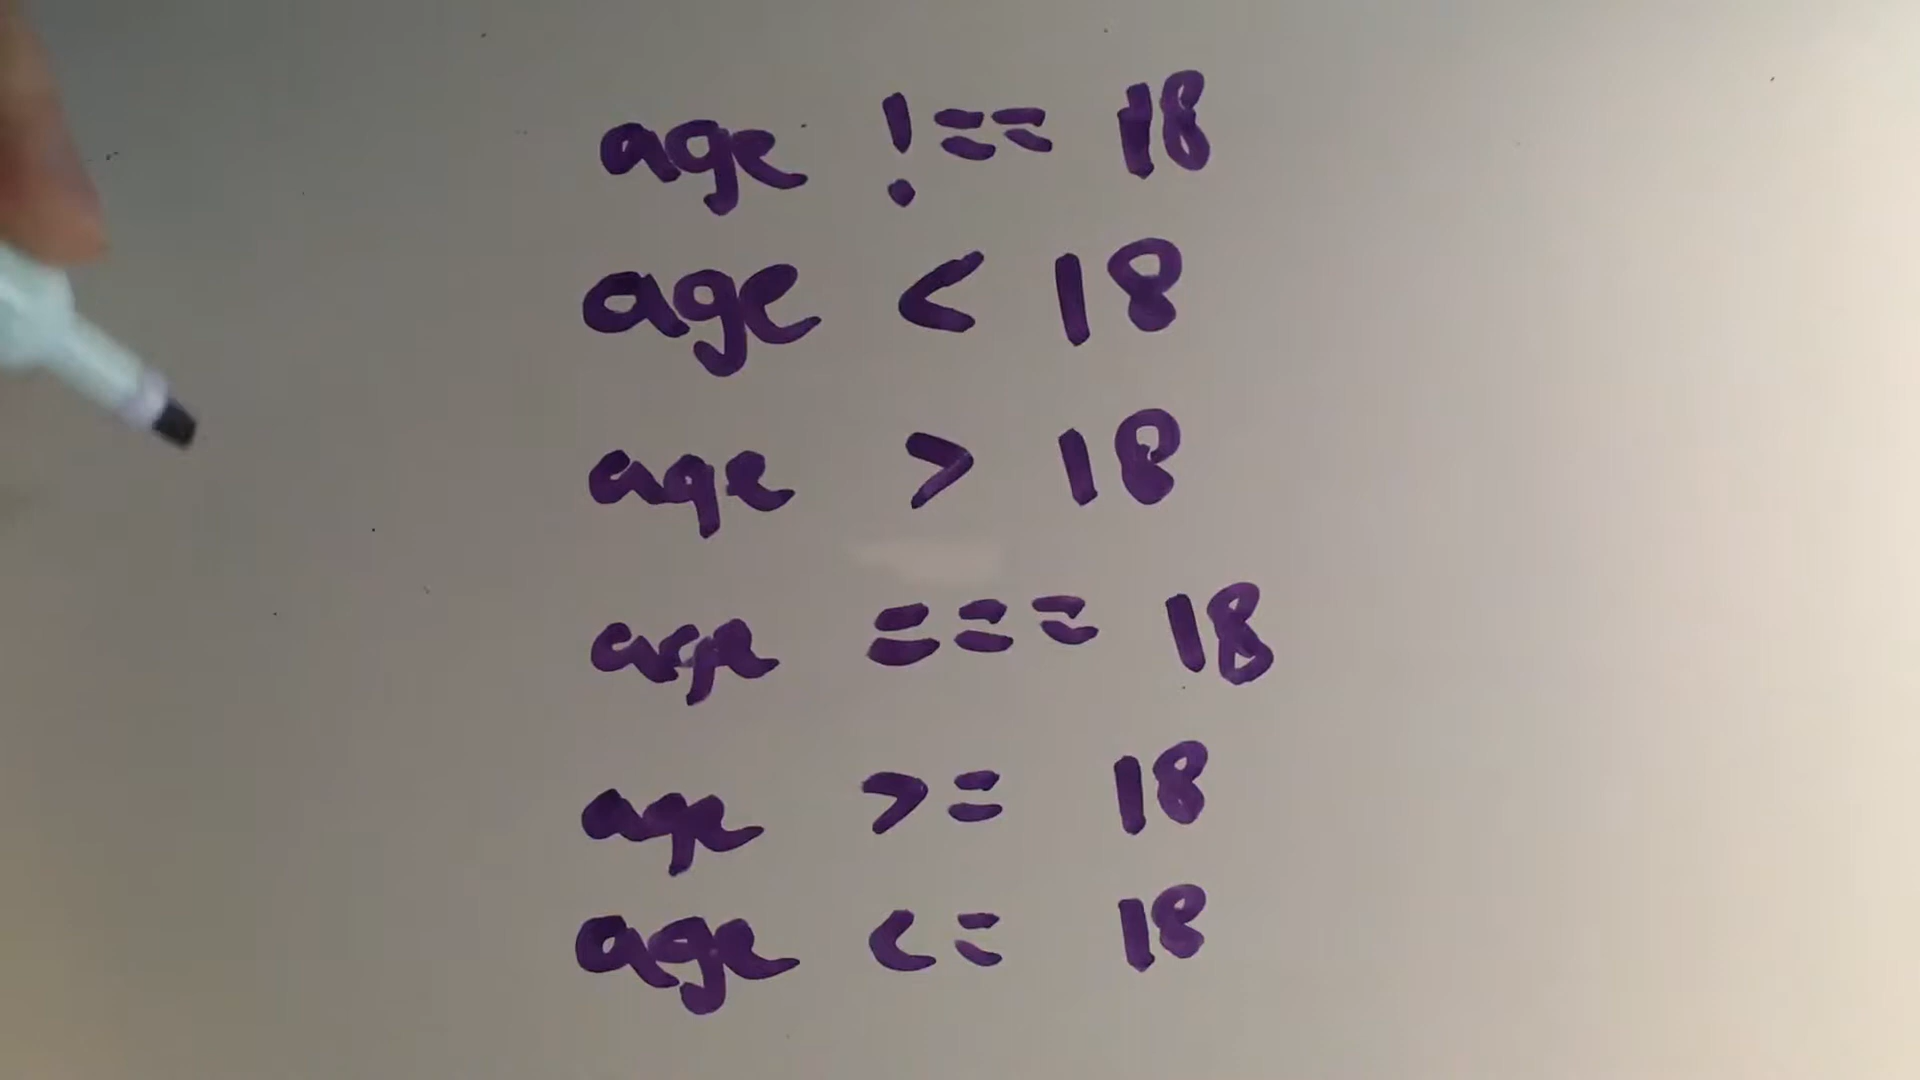 age !== 18
age < 18
age > 18
age === 18
age >= 18
age <= 18